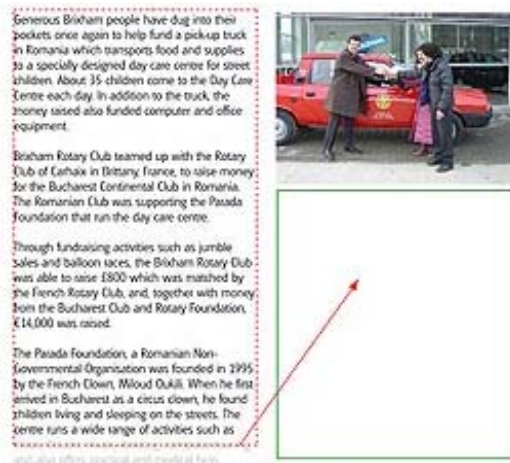 Generous Brixham people have dug into their
pockets once again to help fund a pick-up truck
in Romania which transports food and supplies
to a specially designed day care centre for street
children. About 35 children come to the Day Care
Centre each day. In addition to the truck, the
money raised also funded computer and office
equipment.
Brixham Rotary Club teamed up with the Rotary
Club of Carhaix in Brittany, France, to raise money
for the Bucharest Continental Club in Romania.
The Romanian Club was supporting the Parada
Foundation that run the day care centre.
Through fundraising activities such as jumble
sales and balloon races, the Brixham Rotary Club
was able to raise £800 which was matched by
the French Rotary Club, and, together with money
from the Bucharest Club and Rotary Foundation,
€14,000 was raised.
The Parada Foundation, a Romanian Non-
Governmental Organisation was founded in 1995
by the French Clown, Miloud Oukili. When he first
arrived in Bucharest as a circus clown, he found
children living and sleeping on the streets. The
centre runs a wide range of activities such as
and also offers practical and medical help